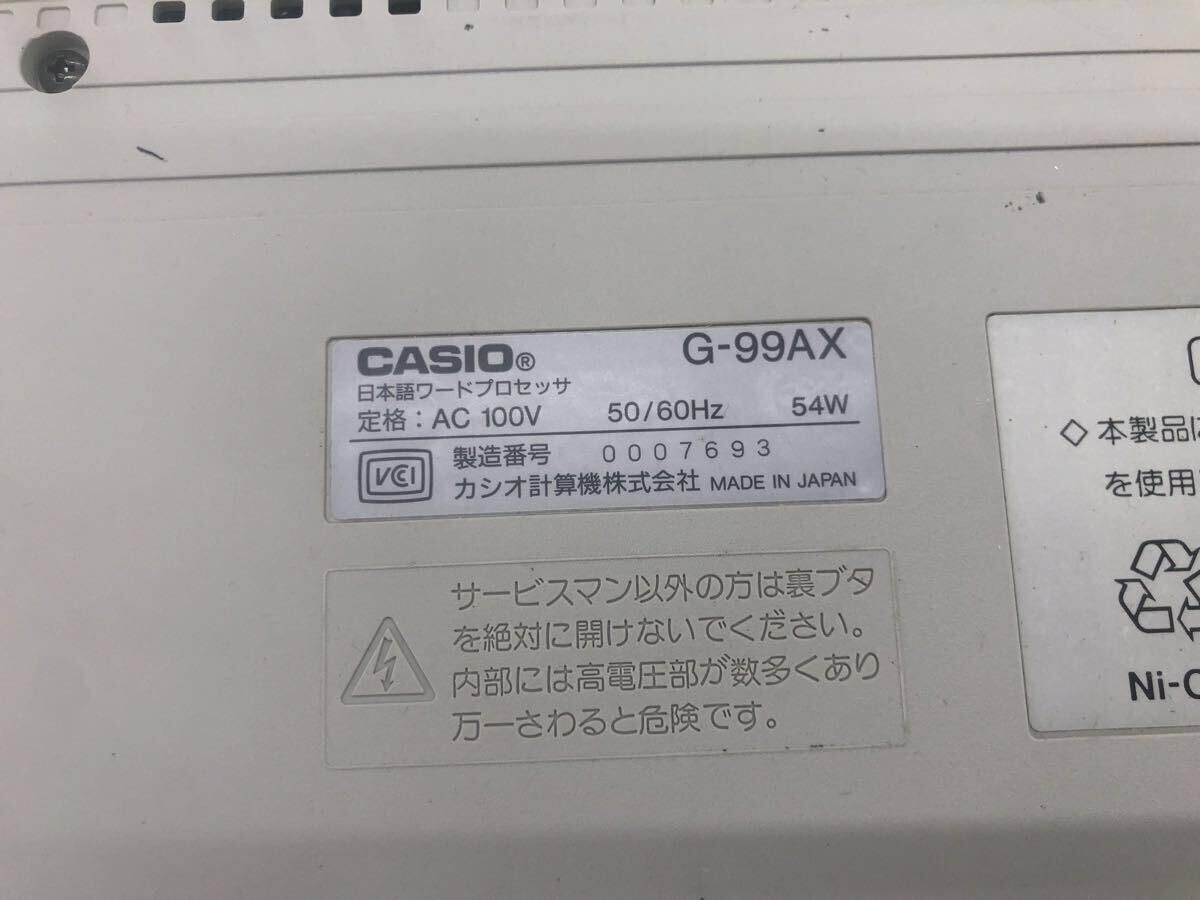 CASIO® G-99AX
日本語ワードプロセッサ
定格：AC 100V 50/60Hz 54W
VCCI 製造番号 0007693
カシオ計算機株式会社 MADE IN JAPAN
サービスマン以外の方は裏ブタ
を絶対に開けないでください。
内部には高電圧部が数多くあり
万一さわると危険です。
◇本製品は
を使用
Ni-C